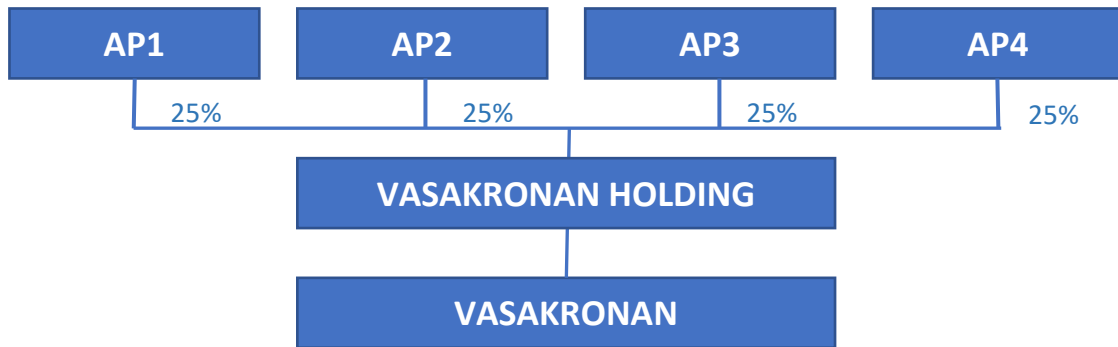 AP1 AP2 AP3 AP4
25% 25% 25% 25%
VASAKRONAN HOLDING
VASAKRONAN